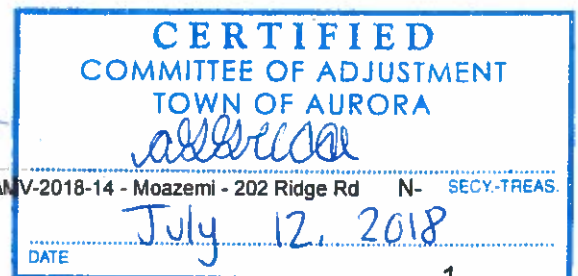 CERTIFIED
COMMITTEE OF ADJUSTMENT
TOWN OF AURORA
MV-2018-14 - Moazemi - 202 Ridge Rd N- SECY.-TREAS.
July 12, 2018
DATE
1